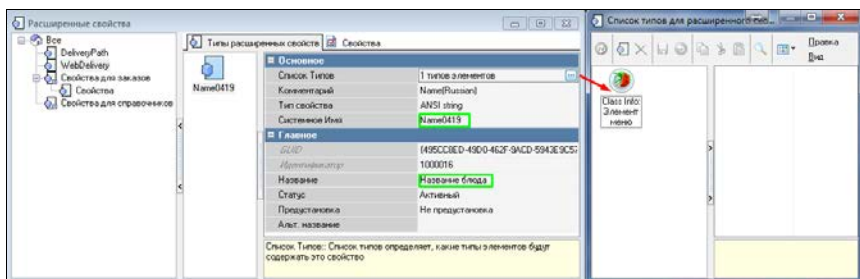 Расширенные свойства
Все
DeliveryPath
WebDelivery
Свойства для заказов
Свойства
Свойства для справочников
Типы расширенных свойств
Свойства
Name0419
Основное
Список Типов
1 типов элементов
Комментарий
Name(Russian)
Тип свойства
ANSI string
Системное Имя
Name0419
Главное
GUID
Идентификатор
1000016
Название
Название блюда
Статус
Активный
Предустановка
Не предустановка
Альт. название
Список Типов:: Список типов определяет, какие типы элементов будут
содержать это свойство
Список типов для расширенного
Правка
Вид
Class Info:
Элемент
меню